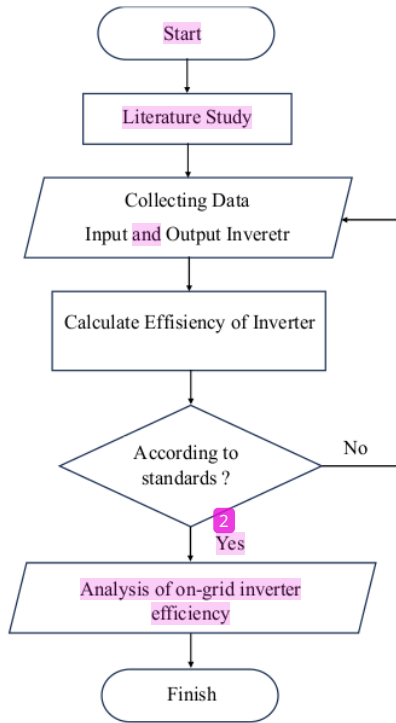 Start
Literature Study
Collecting Data
Input and Output Inveretr
Calculate Effisiency of Inverter
According to
standards ?
No
2
Yes
Analysis of on-grid inverter
efficiency
Finish